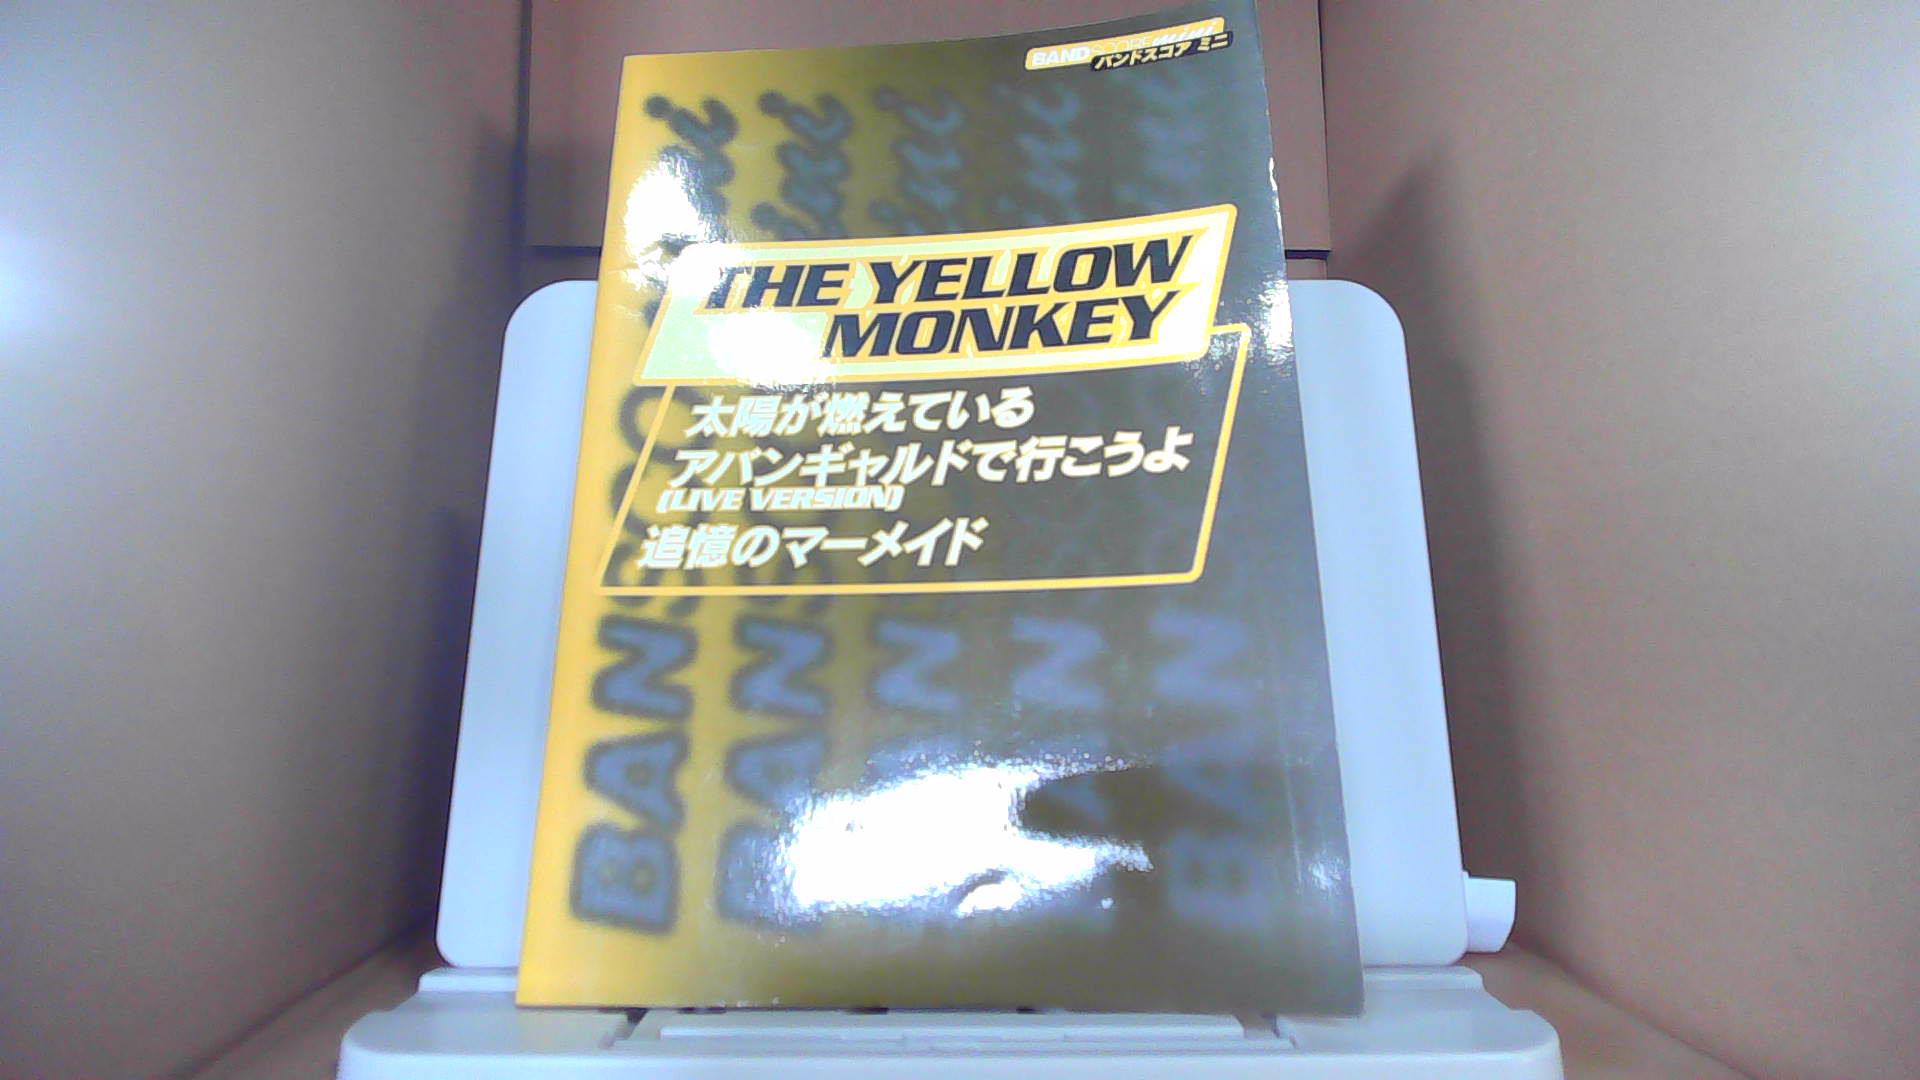 BAND SCORE mini
バンドスコア ミニ
THE YELLOW
MONKEY
太陽が燃えている
アバンギャルドで行こうよ
(LIVE VERSION)
追憶のマーメイド